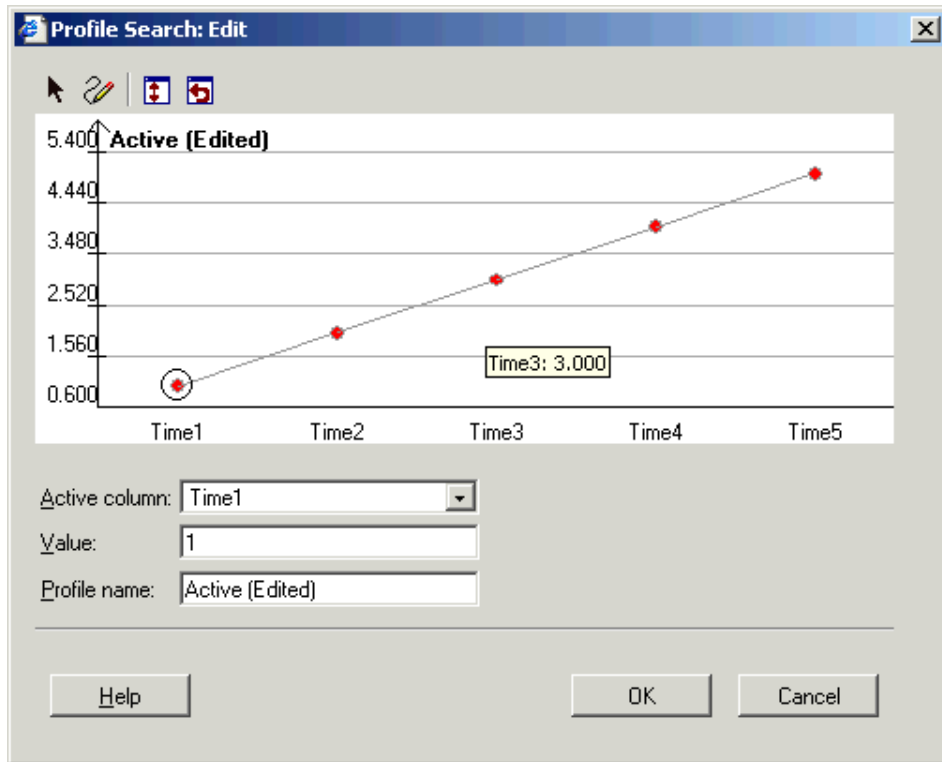 Profile Search: Edit
5.400 Active (Edited)
4.440
3.480
2.520
1.560
Time3: 3.000
0.600
Time1 Time2 Time3 Time4 Time5
Active column: Time1
Value: 1
Profile name: Active (Edited)
Help OK Cancel